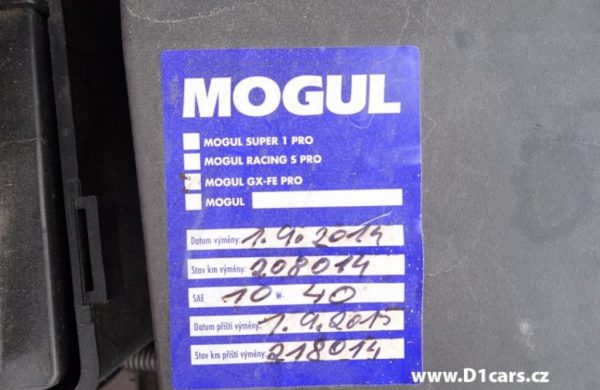 MOGUL
MOGUL SUPER 1 PRO
MOGUL RACING S PRO
MOGUL GX-FE PRO
MOGUL
Datum výměny: 1.9.2014
Stav km výměny: 208014
SAE 10 W- 40
Datum příští výměny: 1.9.2015
Stav km příští výměny: 218014
www.D1cars.cz